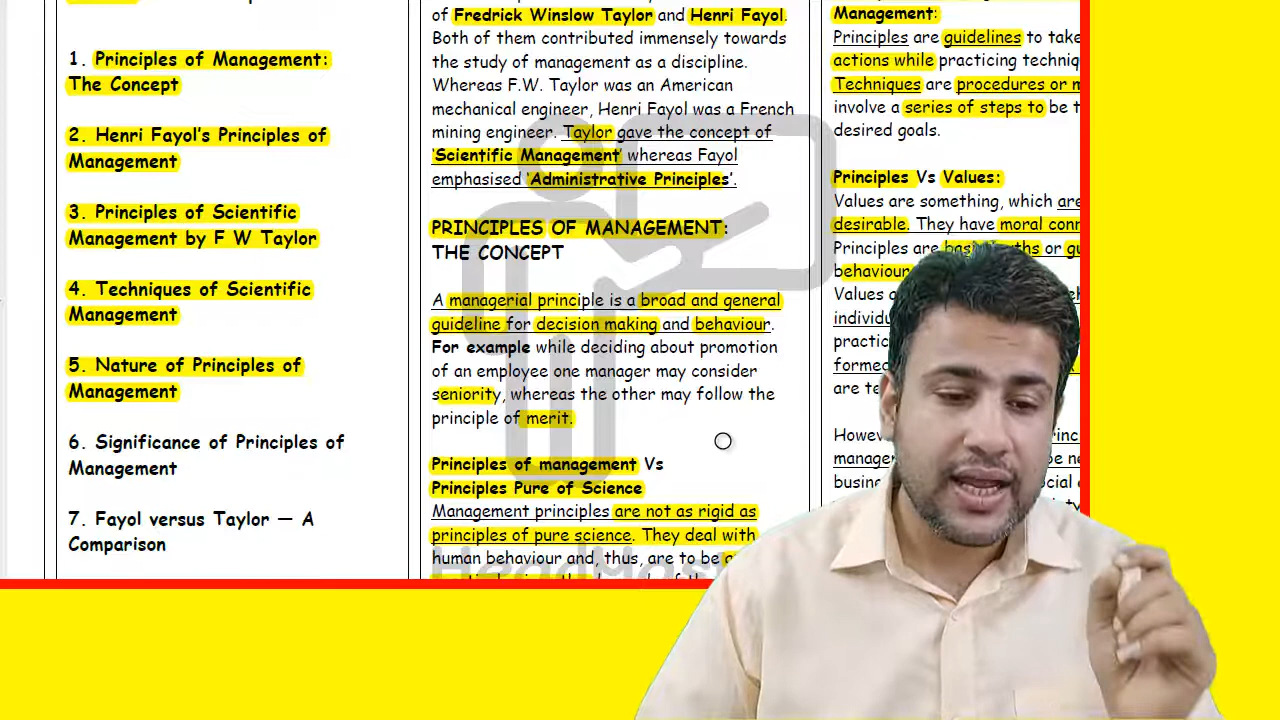 1. Principles of Management:
The Concept
2. Henri Fayol's Principles of
Management
3. Principles of Scientific
Management by F W Taylor
4. Techniques of Scientific
Management
5. Nature of Principles of
Management
6. Significance of Principles of
Management
7. Fayol versus Taylor — A
Comparison
of Fredrick Winslow Taylor and Henri Fayol.
Both of them contributed immensely towards
the study of management as a discipline.
Whereas F.W. Taylor was an American
mechanical engineer, Henri Fayol was a French
mining engineer. Taylor gave the concept of
'Scientific Management' whereas Fayol
emphasised 'Administrative Principles'.
PRINCIPLES OF MANAGEMENT:
THE CONCEPT
A managerial principle is a broad and general
guideline for decision making and behaviour.
For example while deciding about promotion
of an employee one manager may consider
seniority, whereas the other may follow the
principle of merit.
Principles of management Vs
Principles Pure of Science
Management principles are not as rigid as
principles of pure science. They deal with
human behaviour and, thus, are to be
Management:
Principles are guidelines to take
actions while practicing techniq
Techniques are procedures or m
involve a series of steps to be t
desired goals.
Principles Vs Values:
Values are something, which are
desirable. They have moral conn
Principles are or gu
behaviour
Values
individu
practic
formed
are te
Howev princ
manager be ne
busin ocial